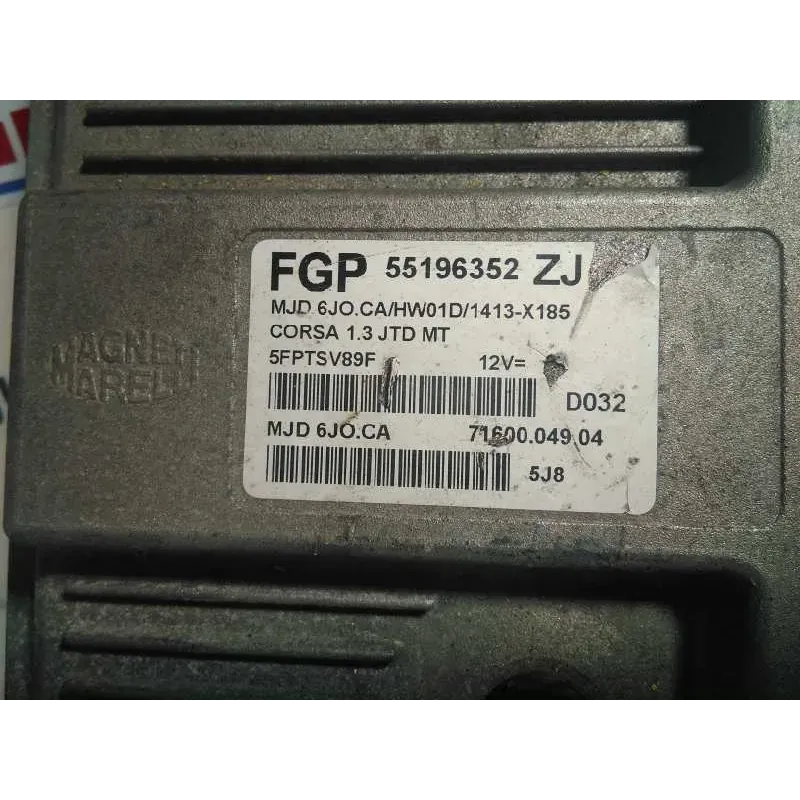 FGP 55196352 ZJ
MJD 6JO.CA/HW01D/1413-X185
CORSA 1.3 JTD MT
5FPTSV89F 12V=
D032
MJD 6JO.CA 71600.049.04
5J8
MAGNETI
MARELLI